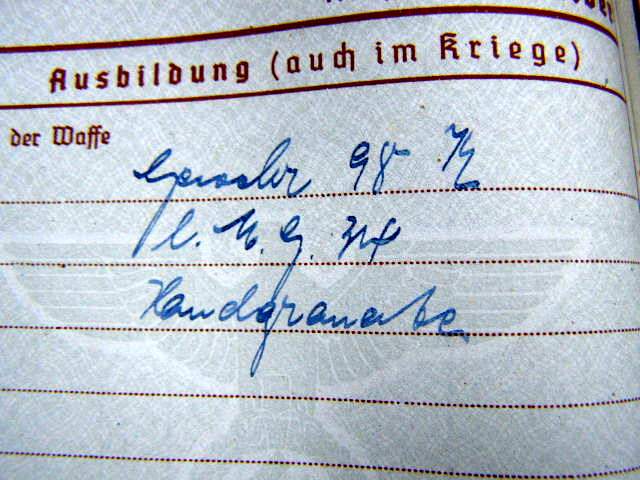 Ausbildung (auch im Kriege)
der Waffe
Gewehr 98 K
l. M. G. 34
Handgranate